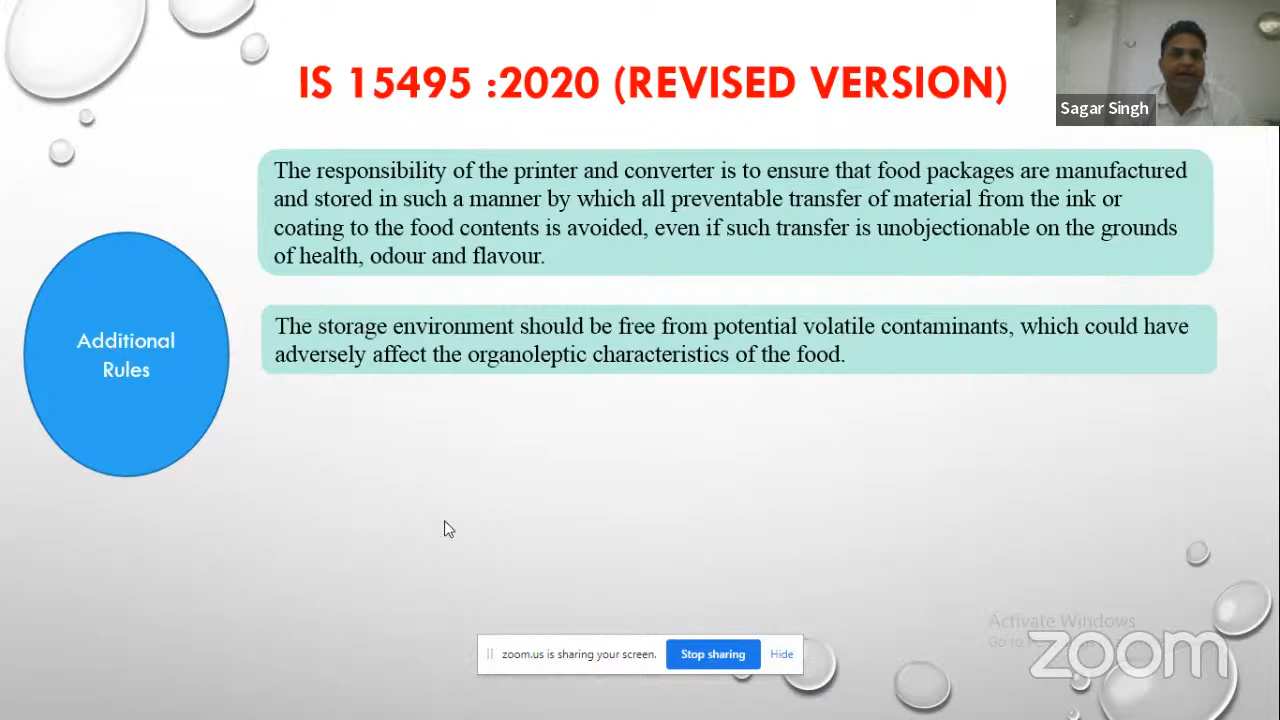 IS 15495 :2020 (REVISED VERSION)
Sagar Singh
The responsibility of the printer and converter is to ensure that food packages are manufactured
and stored in such a manner by which all preventable transfer of material from the ink or
coating to the food contents is avoided, even if such transfer is unobjectionable on the grounds
of health, odour and flavour.
Additional
Rules
The storage environment should be free from potential volatile contaminants, which could have
adversely affect the organoleptic characteristics of the food.
Activate Windows
Go to
zoom
zoom.us is sharing your screen.
Stop sharing
Hide